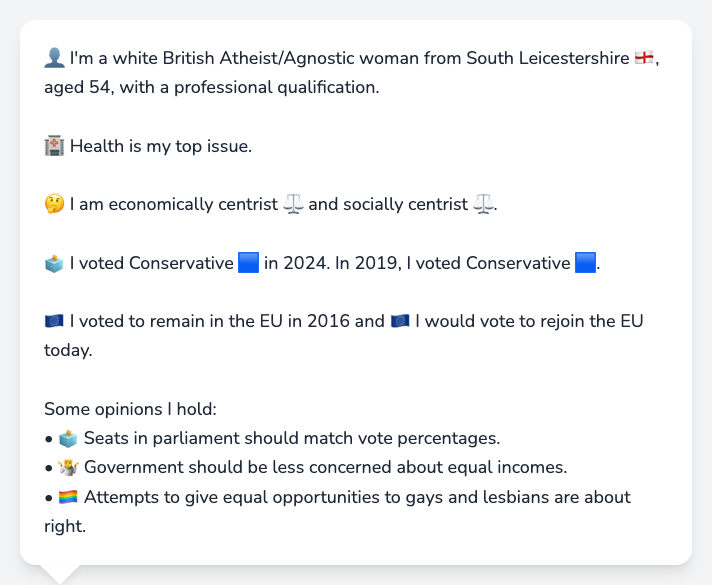 👤 I'm a white British Atheist/Agnostic woman from South Leicestershire 🏴󠁧󠁢󠁥󠁮󠁧󠁿,
aged 54, with a professional qualification.
🏥 Health is my top issue.
🤔 I am economically centrist ⚖️ and socially centrist ⚖️.
🗳️ I voted Conservative 🟦 in 2024. In 2019, I voted Conservative 🟦.
🇪🇺 I voted to remain in the EU in 2016 and 🇪🇺 I would vote to rejoin the EU
today.
Some opinions I hold:
• 🗳️ Seats in parliament should match vote percentages.
• 🤷 Government should be less concerned about equal incomes.
• 🏳️‍🌈 Attempts to give equal opportunities to gays and lesbians are about
right.